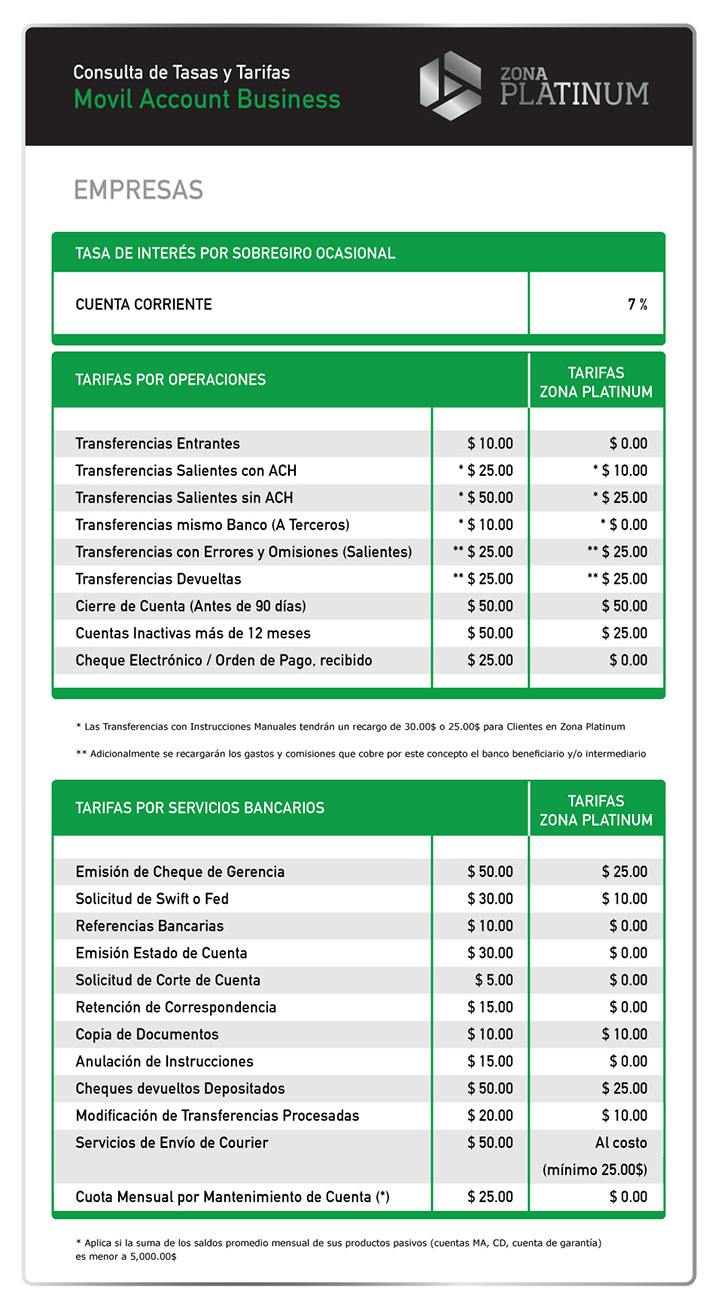 Consulta de Tasas y Tarifas
Movil Account Business
ZONA
PLATINUM
EMPRESAS
TASA DE INTERÉS POR SOBREGIRO OCASIONAL
CUENTA CORRIENTE 7 %
TARIFAS POR OPERACIONES TARIFAS
ZONA PLATINUM
Transferencias Entrantes $ 10.00 $ 0.00
Transferencias Salientes con ACH * $ 25.00 * $ 10.00
Transferencias Salientes sin ACH * $ 50.00 * $ 25.00
Transferencias mismo Banco (A Terceros) * $ 10.00 * $ 0.00
Transferencias con Errores y Omisiones (Salientes) ** $ 25.00 ** $ 25.00
Transferencias Devueltas ** $ 25.00 ** $ 25.00
Cierre de Cuenta (Antes de 90 días) $ 50.00 $ 50.00
Cuentas Inactivas más de 12 meses $ 50.00 $ 25.00
Cheque Electrónico / Orden de Pago, recibido $ 25.00 $ 0.00
* Las Transferencias con Instrucciones Manuales tendrán un recargo de 30.00$ o 25.00$ para Clientes en Zona Platinum
** Adicionalmente se recargarán los gastos y comisiones que cobre por este concepto el banco beneficiario y/o intermediario
TARIFAS POR SERVICIOS BANCARIOS TARIFAS
ZONA PLATINUM
Emisión de Cheque de Gerencia $ 50.00 $ 25.00
Solicitud de Swift o Fed $ 30.00 $ 10.00
Referencias Bancarias $ 10.00 $ 0.00
Emisión Estado de Cuenta $ 30.00 $ 0.00
Solicitud de Corte de Cuenta $ 5.00 $ 0.00
Retención de Correspondencia $ 15.00 $ 0.00
Copia de Documentos $ 10.00 $ 10.00
Anulación de Instrucciones $ 15.00 $ 0.00
Cheques devueltos Depositados $ 50.00 $ 25.00
Modificación de Transferencias Procesadas $ 20.00 $ 10.00
Servicios de Envío de Courier $ 50.00 Al costo
(mínimo 25.00$)
Cuota Mensual por Mantenimiento de Cuenta (*) $ 25.00 $ 0.00
* Aplica si la suma de los saldos promedio mensual de sus productos pasivos (cuentas MA, CD, cuenta de garantía)
es menor a 5,000.00$